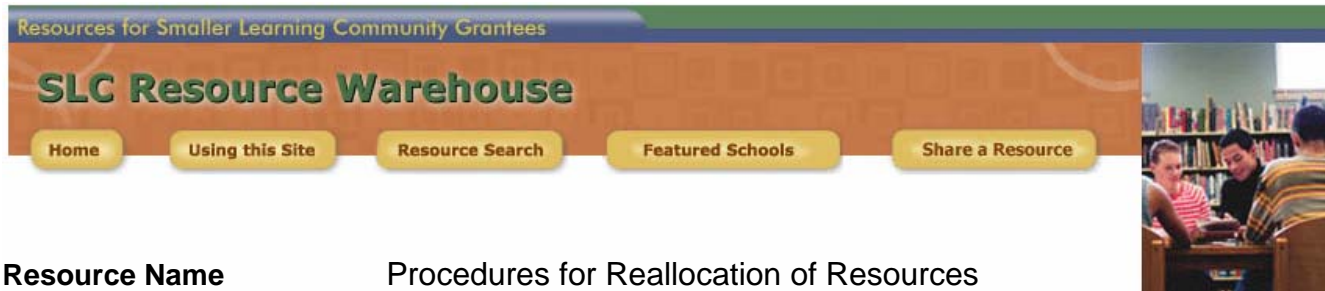 Resources for Smaller Learning Community Grantees
SLC Resource Warehouse
Home Using this Site Resource Search Featured Schools Share a Resource
Resource Name Procedures for Reallocation of Resources